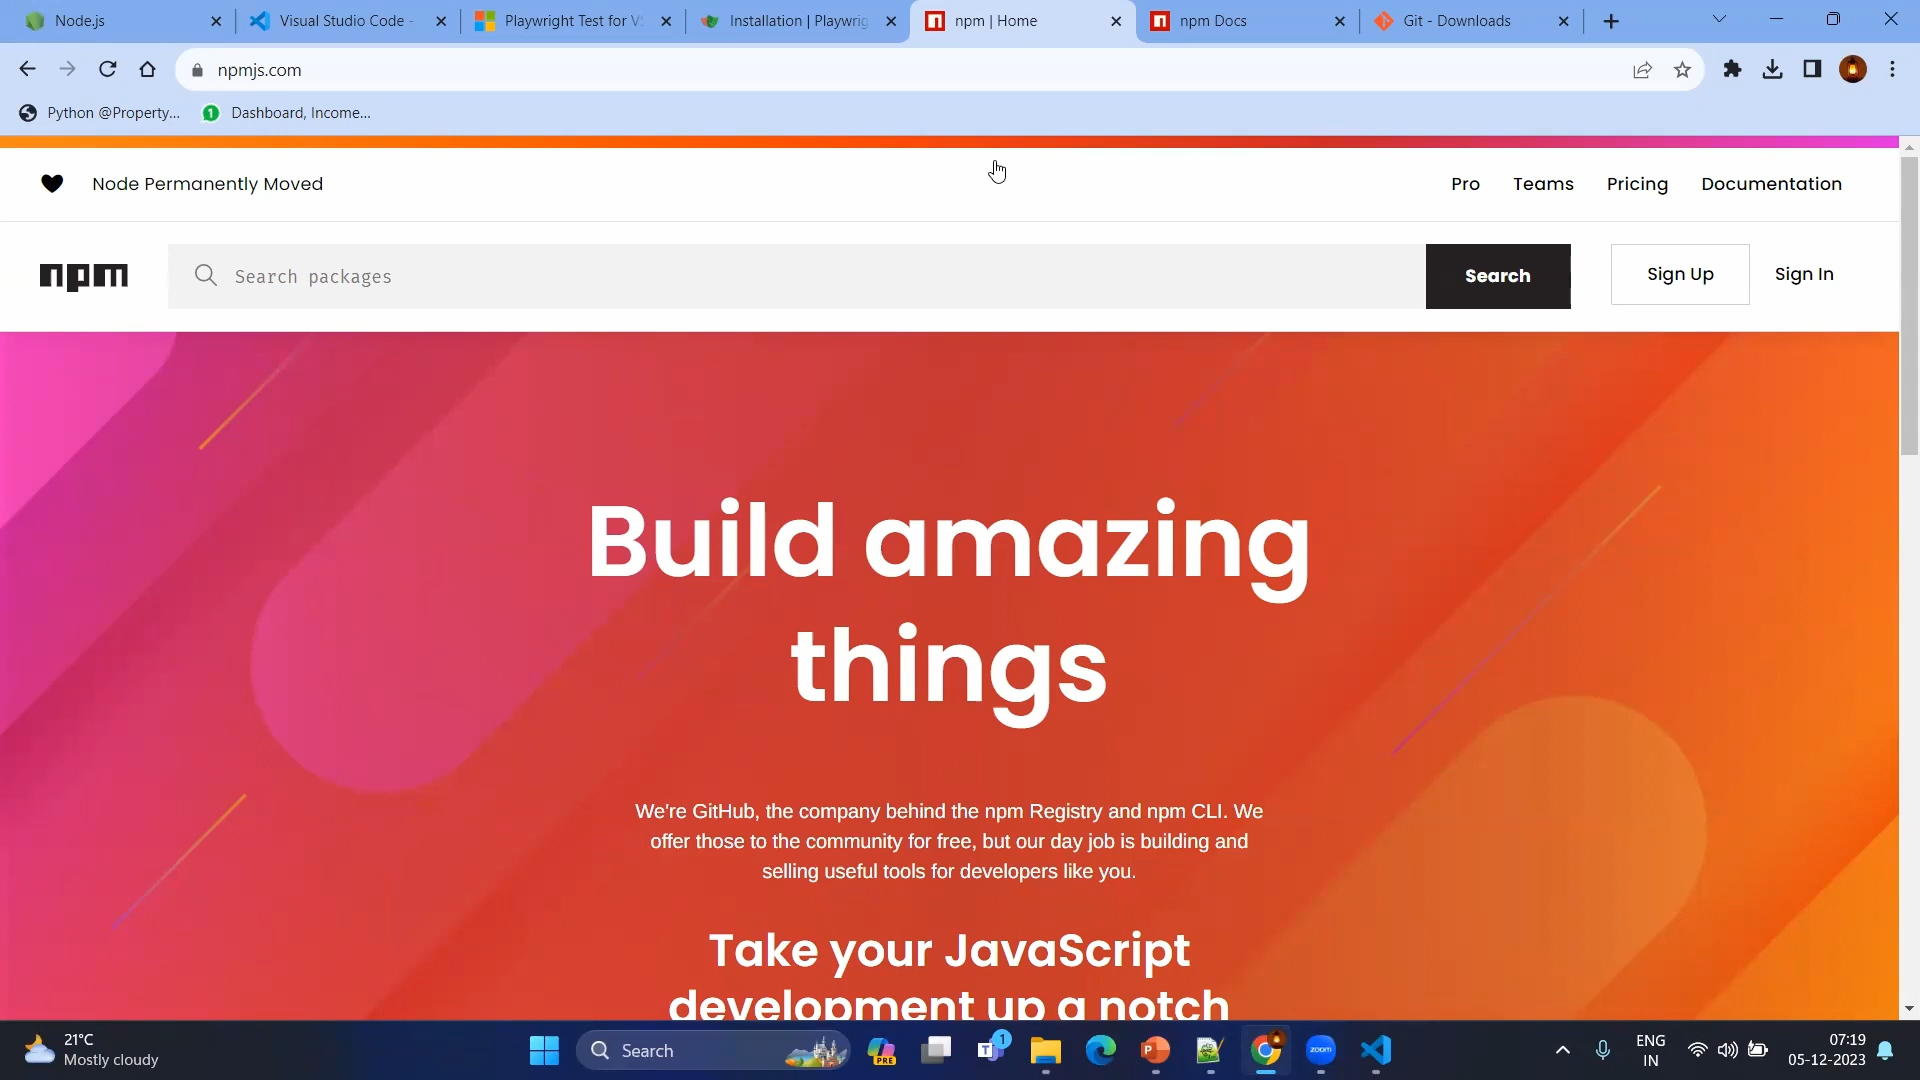 Node.js
Visual Studio Code -
Playwright Test for VS
Installation | Playwrig
npm | Home
npm Docs
Git - Downloads
npmjs.com
Python @Property...
Dashboard, Income...
Node Permanently Moved
Pro
Teams
Pricing
Documentation
npm
Search packages
Search
Sign Up
Sign In
Build amazing
things
We're GitHub, the company behind the npm Registry and npm CLI. We
offer those to the community for free, but our day job is building and
selling useful tools for developers like you.
Take your JavaScript
development up a notch
21°C
Mostly cloudy
Search
PRE
1
zoom
ENG
IN
07:19
05-12-2023